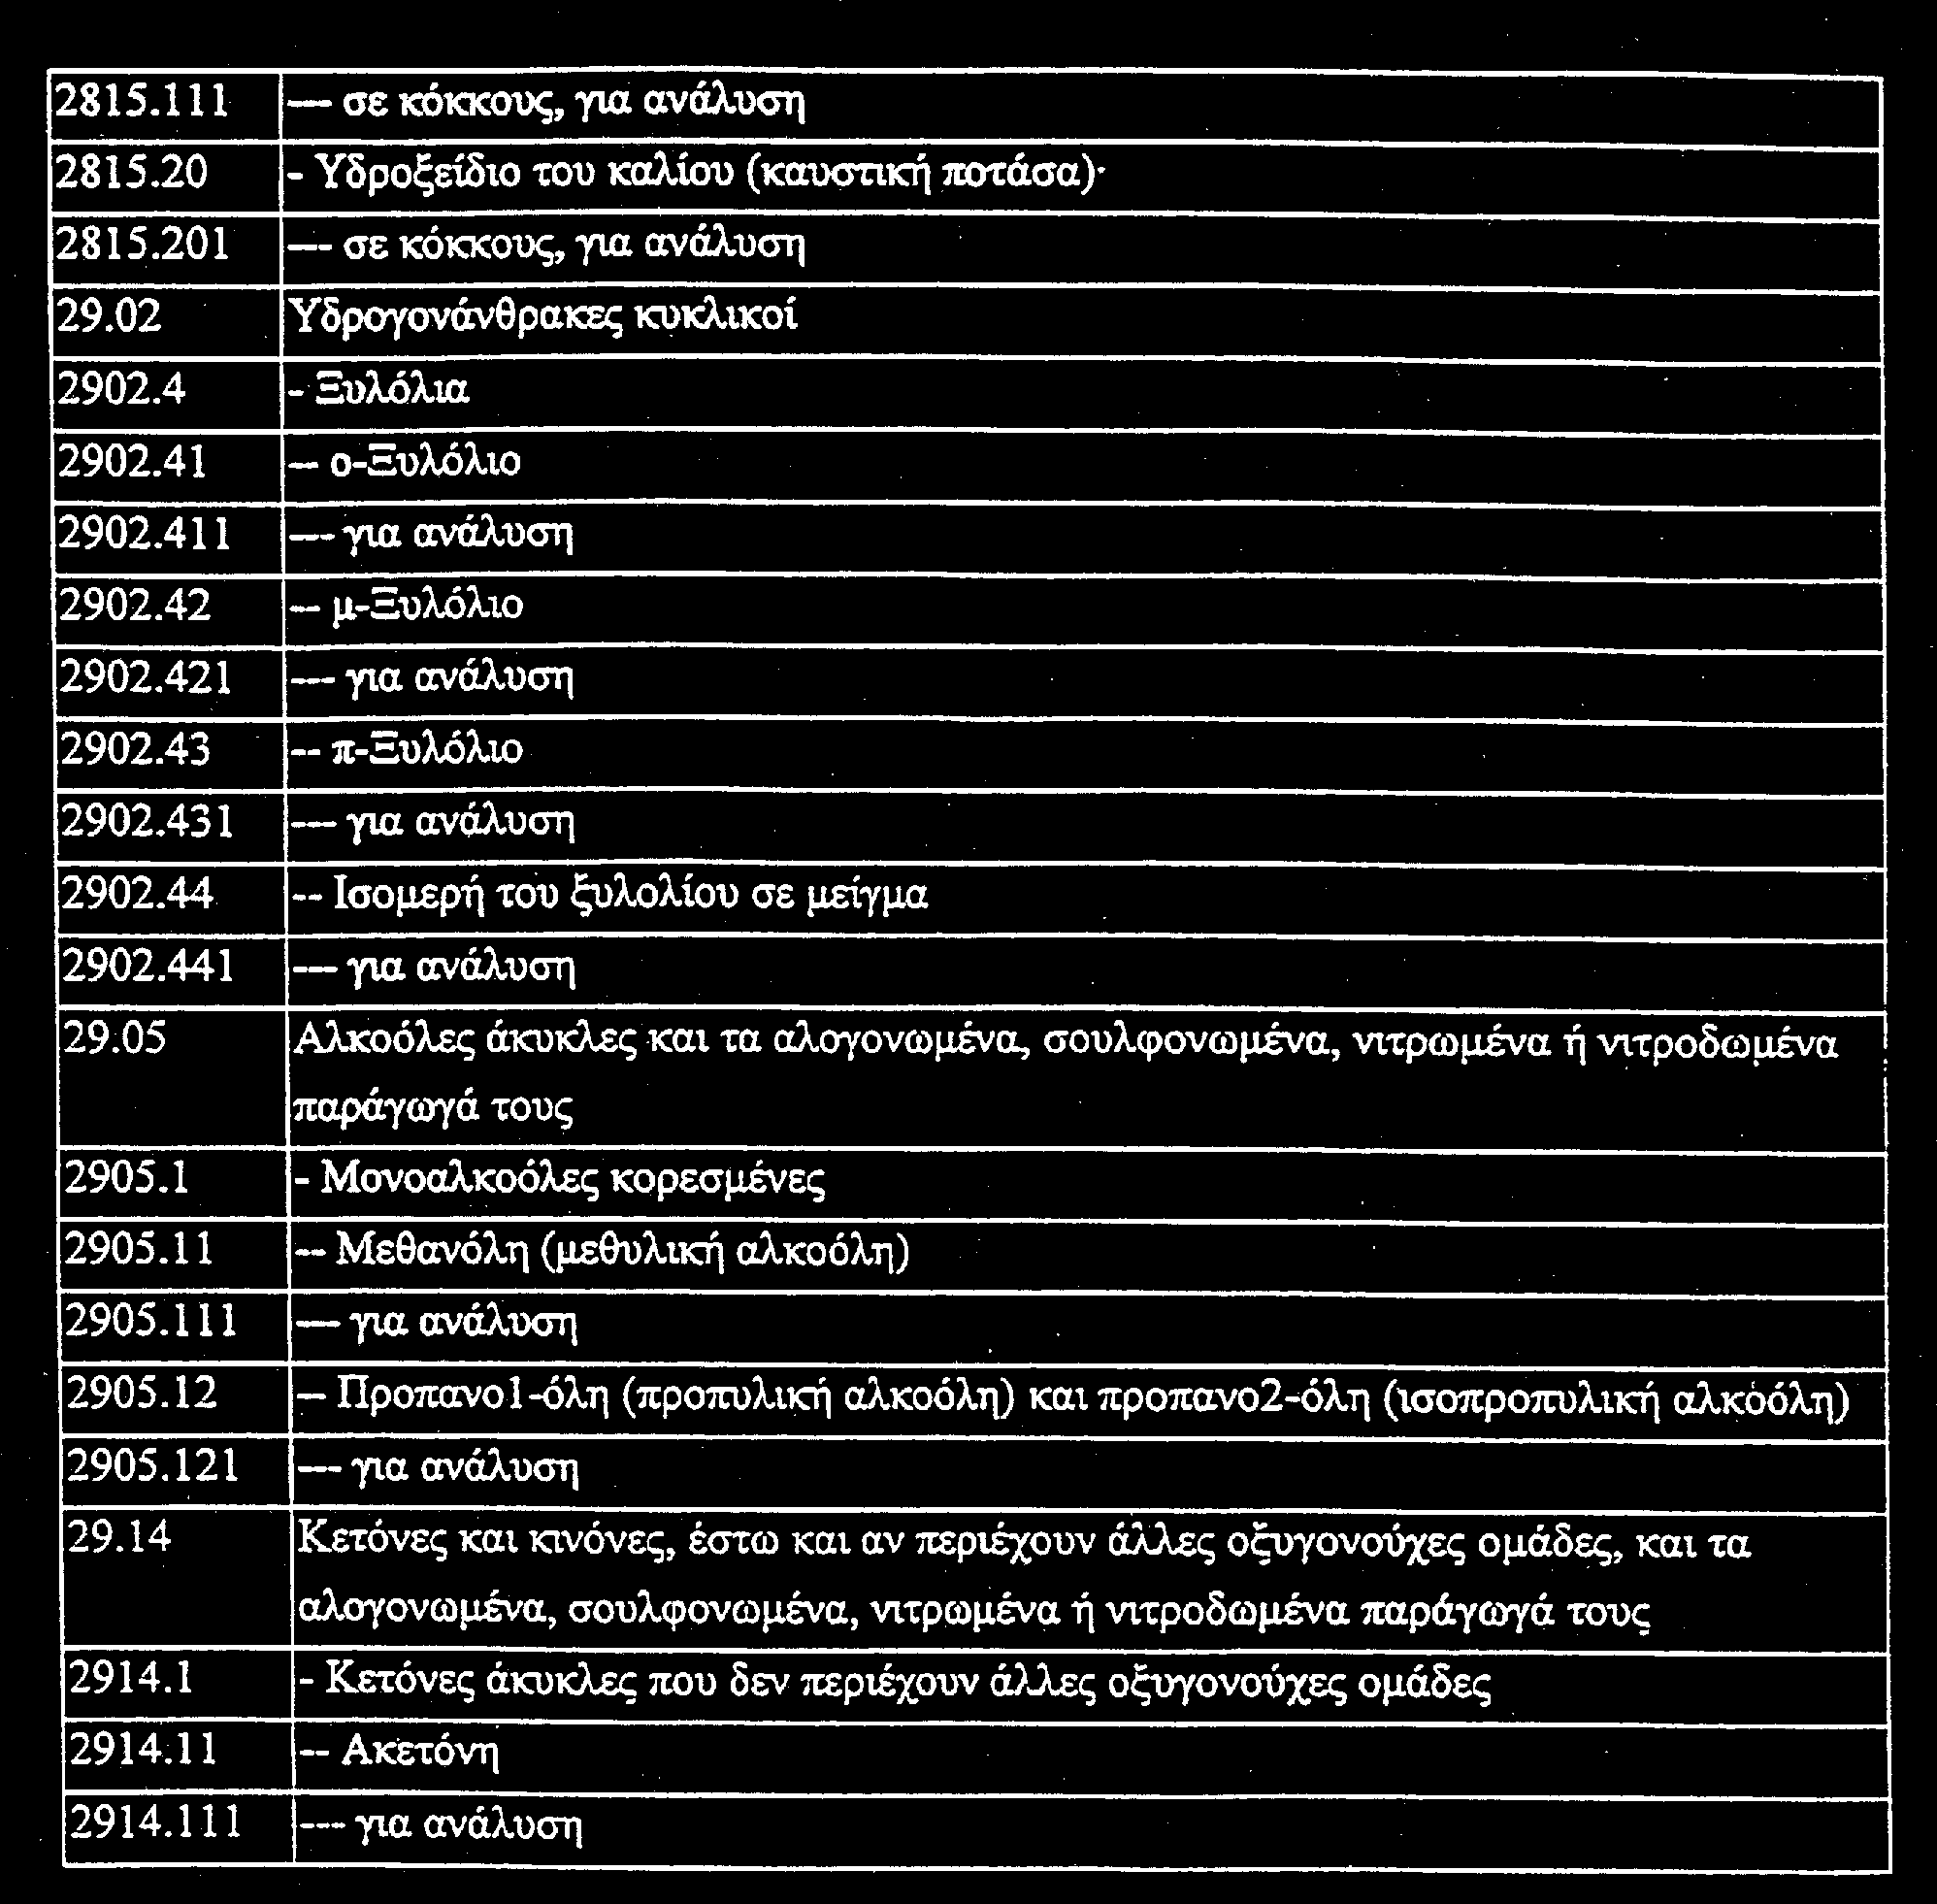 2815.111 --- σε κόκκους, για ανάλυση
2815.20 - Υδροξείδιο του καλίου (καυστική ποτάσα)·
2815.201 --- σε κόκκους, για ανάλυση
29.02 Υδρογονάνθρακες κυκλικοί
2902.4 - Ξυλόλια
2902.41 -- ο-Ξυλόλιο
2902.411 --- για ανάλυση
2902.42 -- μ-Ξυλόλιο
2902.421 --- για ανάλυση
2902.43 -- π-Ξυλόλιο
2902.431 --- για ανάλυση
2902.44 -- Ισομερή του ξυλολίου σε μείγμα
2902.441 --- για ανάλυση
29.05 Αλκοόλες άκυκλες και τα αλογονωμένα, σουλφονωμένα, νιτρωμένα ή νιτροδωμένα
παράγωγά τους
2905.1 - Μονοαλκοόλες κορεσμένες
2905.11 -- Μεθανόλη (μεθυλική αλκοόλη)
2905.111 --- για ανάλυση
2905.12 -- Προπανο1-όλη (προπυλική αλκοόλη) και προπανο2-όλη (ισοπροπυλική αλκοόλη)
2905.121 --- για ανάλυση
29.14 Κετόνες και κινόνες, έστω και αν περιέχουν άλλες οξυγονούχες ομάδες, και τα
αλογονωμένα, σουλφονωμένα, νιτρωμένα ή νιτροδωμένα παράγωγά τους
2914.1 - Κετόνες άκυκλες που δεν περιέχουν άλλες οξυγονούχες ομάδες
2914.11 -- Ακετόνη
2914.111 --- για ανάλυση